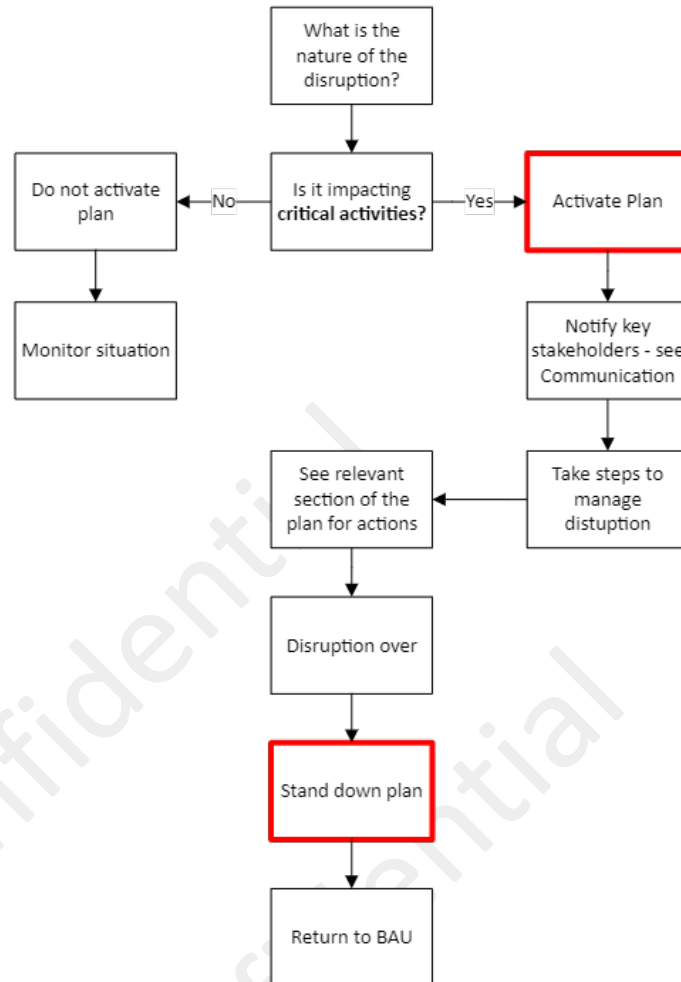 What is the
nature of the
disruption?
Do not activate
plan
No
Is it impacting
critical activities?
Yes
Activate Plan
Monitor situation
Notify key
stakeholders - see
Communication
See relevant
section of the
plan for actions
Take steps to
manage
distuption
Disruption over
Stand down plan
Return to BAU
nfidential
nfidential